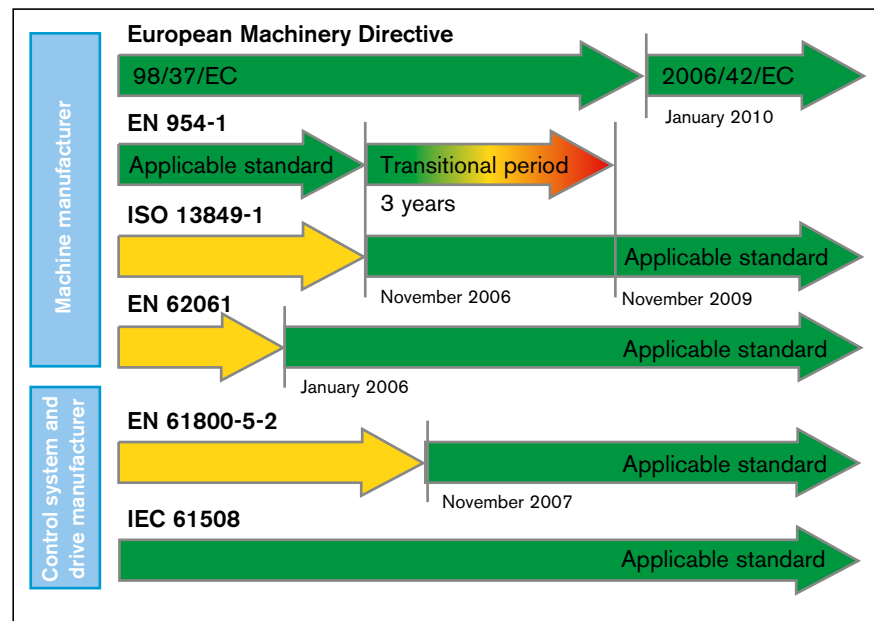 European Machinery Directive
98/37/EC
2006/42/EC
January 2010
Machine manufacturer
EN 954-1
Applicable standard
Transitional period
3 years
ISO 13849-1
Applicable standard
November 2006
November 2009
EN 62061
Applicable standard
January 2006
Control system and
drive manufacturer
EN 61800-5-2
Applicable standard
November 2007
IEC 61508
Applicable standard